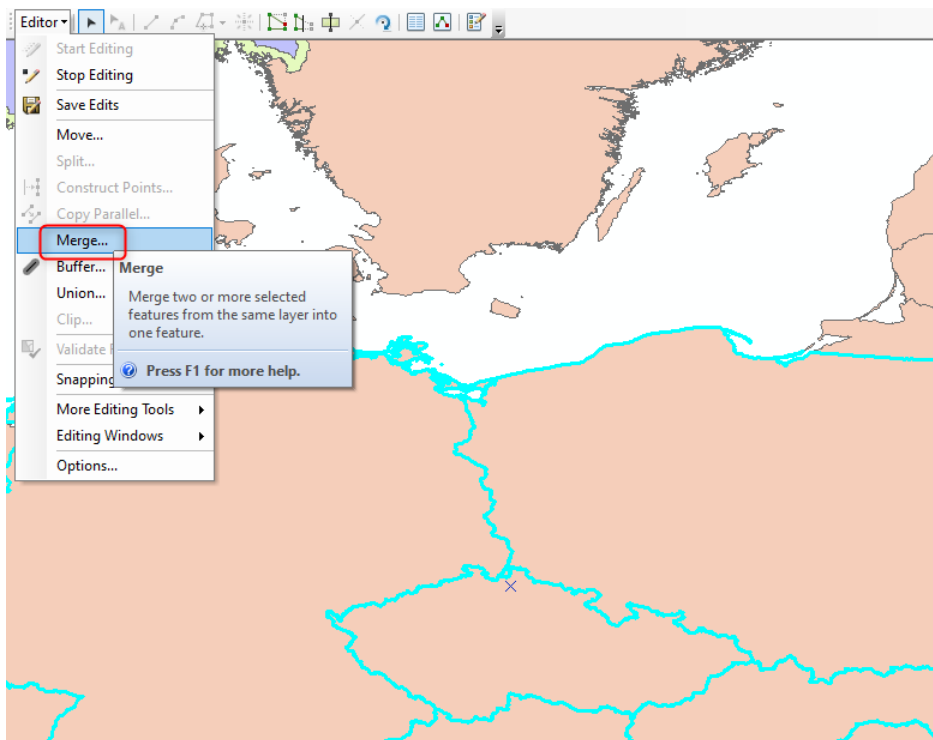 Editor
Start Editing
Stop Editing
Save Edits
Move...
Split...
Construct Points...
Copy Parallel...
Merge...
Buffer...
Merge
Union...
Merge two or more selected
features from the same layer into
one feature.
Clip...
Validate
Press F1 for more help.
Snapping
More Editing Tools
Editing Windows
Options...